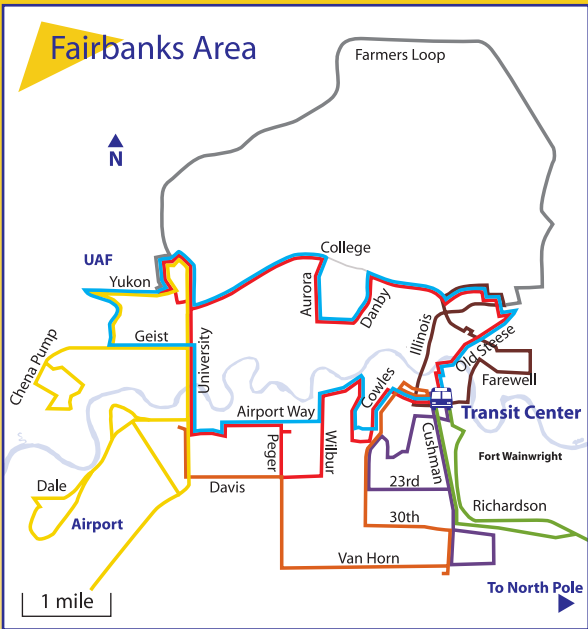 Fairbanks Area
Farmers Loop
N
College
UAF
Yukon
Aurora
Danby
Illinois
Geist
University
Old Steese
Chena Pump
Farewell
Cowles
Airport Way
Transit Center
Peger
Wilbur
Cushman
Fort Wainwright
Dale
Davis
23rd
Richardson
Airport
30th
Van Horn
To North Pole
1 mile